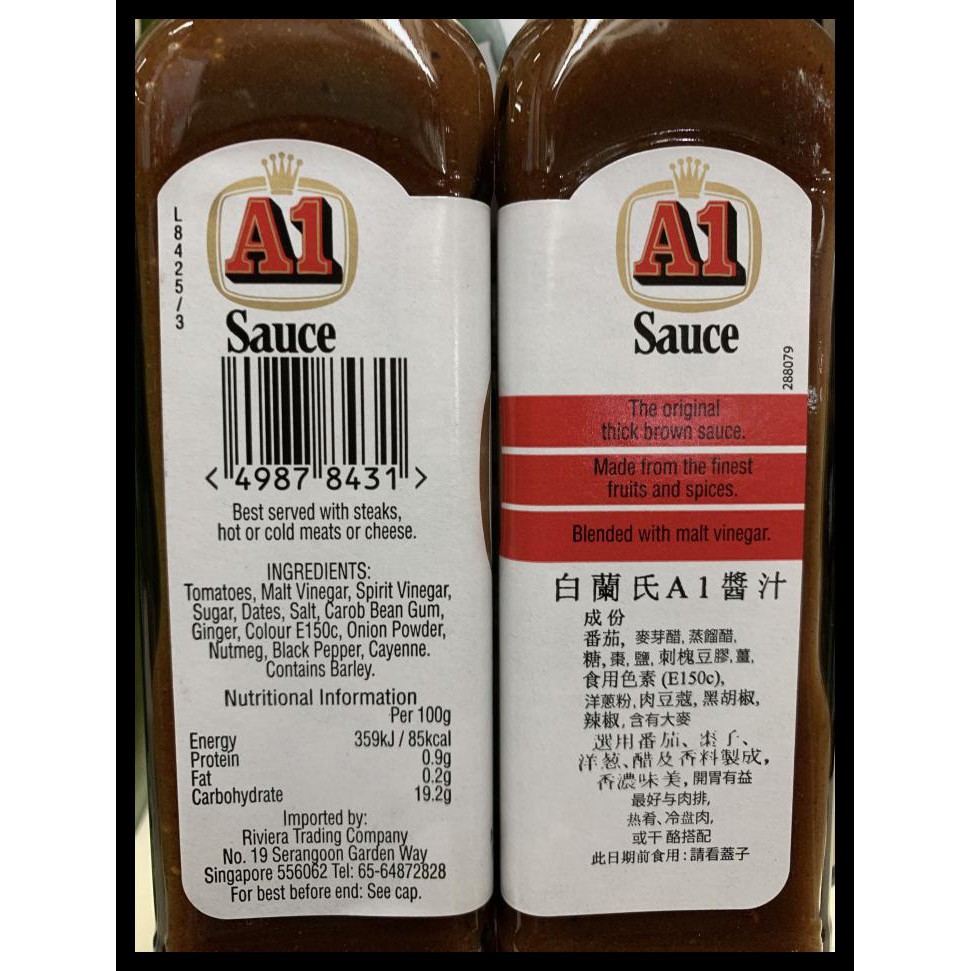 L8425/3
A1
Sauce
<4987 8431>
Best served with steaks,
hot or cold meats or cheese.
INGREDIENTS:
Tomatoes, Malt Vinegar, Spirit Vinegar,
Sugar, Dates, Salt, Carob Bean Gum,
Ginger, Colour E150c, Onion Powder,
Nutmeg, Black Pepper, Cayenne.
Contains Barley.
Nutritional Information
Per 100g
Energy 359kJ / 85kcal
Protein 0.9g
Fat 0.2g
Carbohydrate 19.2g
Imported by:
Riviera Trading Company
No. 19 Serangoon Garden Way
Singapore 556062 Tel: 65-64872828
For best before end: See cap.
A1
Sauce
288079
The original
thick brown sauce.
Made from the finest
fruits and spices.
Blended with malt vinegar.
白蘭氏A1醬汁
成份
番茄, 麥芽醋, 蒸餾醋,
糖, 棗, 鹽, 刺槐豆膠, 薑,
食用色素 (E150c),
洋蔥粉, 肉豆蔻, 黑胡椒,
辣椒, 含有大麥
選用番茄、棗子、
洋葱、醋及香料製成,
香濃味美, 開胃有益
最好与肉排,
热肴、冷盘肉,
或干酪搭配
此日期前食用 : 請看蓋子